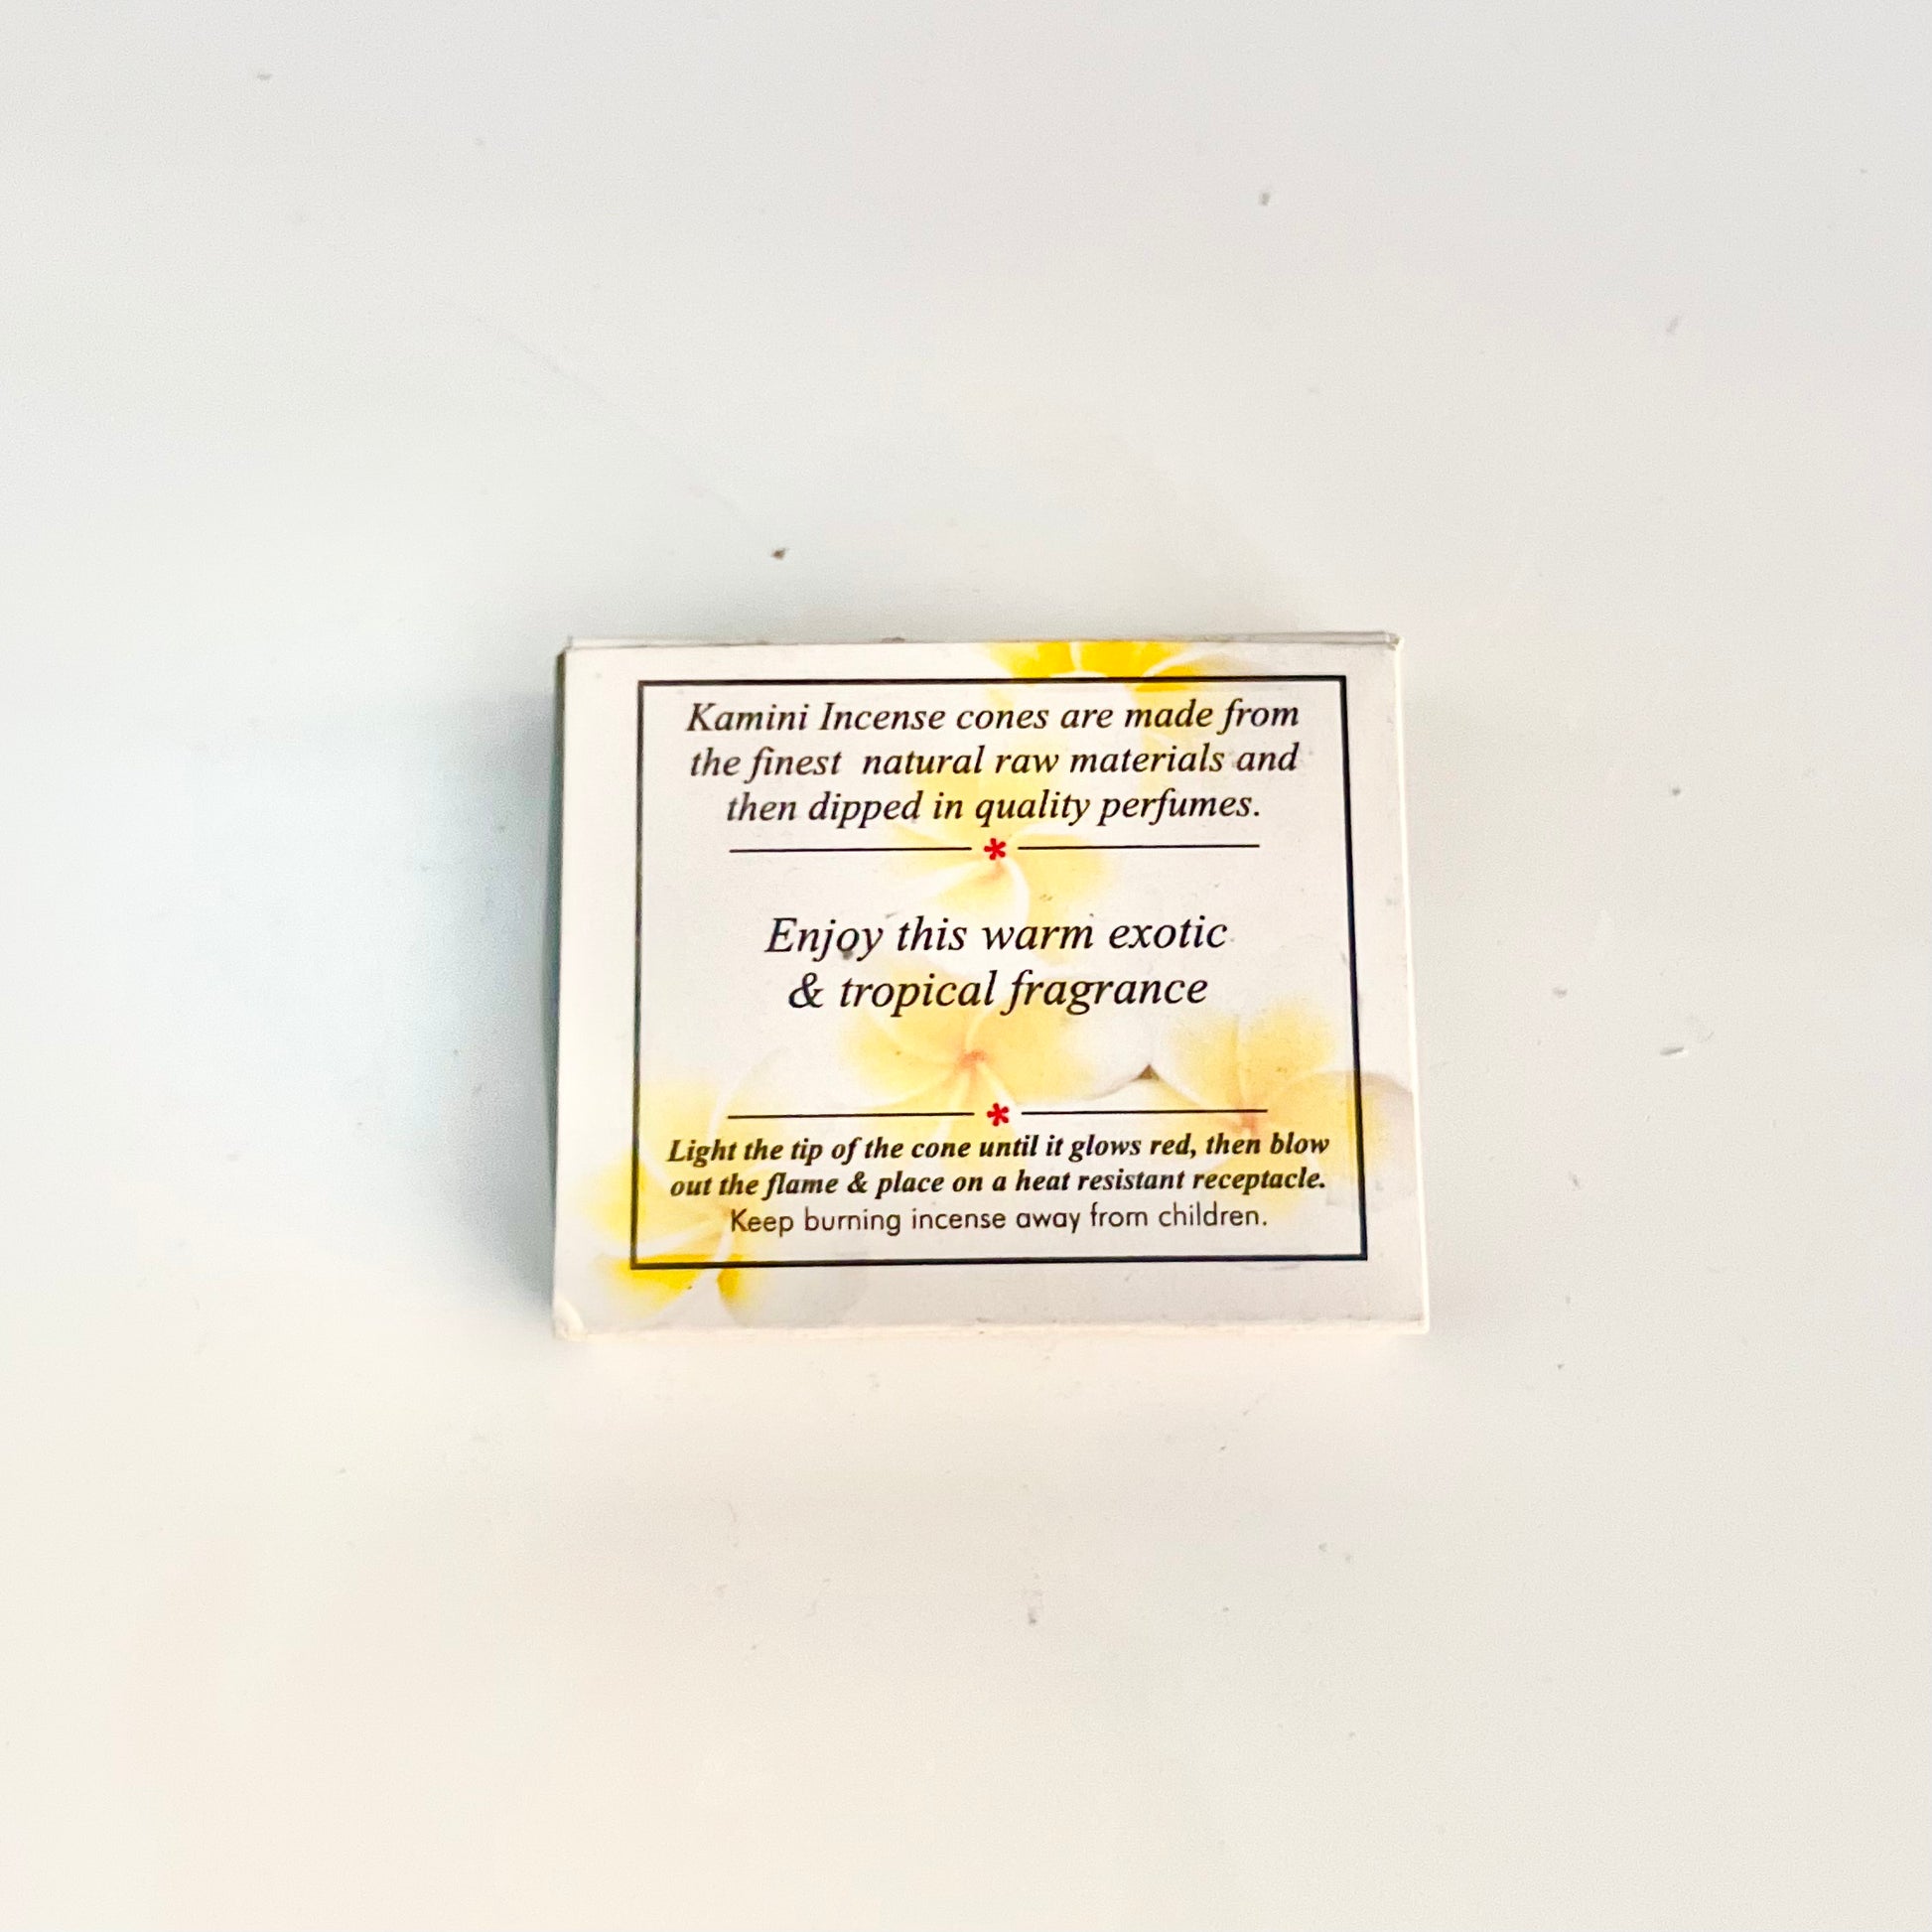 Kamini Incense cones are made from
the finest natural raw materials and
then dipped in quality perfumes.
*
Enjoy this warm exotic
& tropical fragrance
*
Light the tip of the cone until it glows red, then blow
out the flame & place on a heat resistant receptacle.
Keep burning incense away from children.